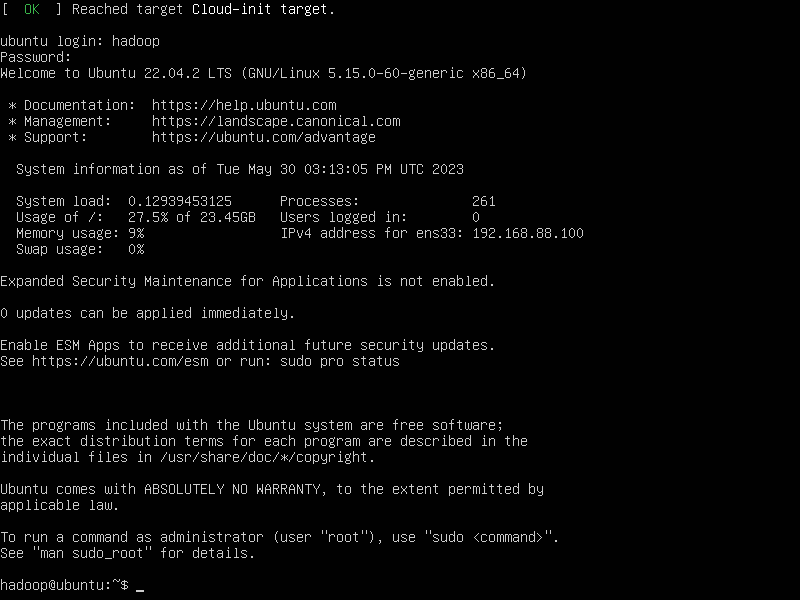 [  OK  ] Reached target Cloud-init target.
ubuntu login: hadoop
Password:
Welcome to Ubuntu 22.04.2 LTS (GNU/Linux 5.15.0-60-generic x86_64)
* Documentation:  https://help.ubuntu.com
* Management:     https://landscape.canonical.com
* Support:        https://ubuntu.com/advantage
System information as of Tue May 30 03:13:05 PM UTC 2023
System load:  0.12939453125      Processes:              261
Usage of /:   27.5% of 23.45GB   Users logged in:        0
Memory usage: 9%                 IPv4 address for ens33: 192.168.88.100
Swap usage:   0%
Expanded Security Maintenance for Applications is not enabled.
0 updates can be applied immediately.
Enable ESM Apps to receive additional future security updates.
See https://ubuntu.com/esm or run: sudo pro status
The programs included with the Ubuntu system are free software;
the exact distribution terms for each program are described in the
individual files in /usr/share/doc/*/copyright.
Ubuntu comes with ABSOLUTELY NO WARRANTY, to the extent permitted by
applicable law.
To run a command as administrator (user "root"), use "sudo <command>".
See "man sudo_root" for details.
hadoop@ubuntu:~$ _